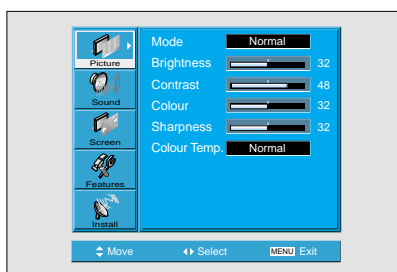 Picture
Sound
Screen
Features
Install
Mode Normal
Brightness 32
Contrast 48
Colour 32
Sharpness 32
Colour Temp. Normal
Move Select MENU Exit